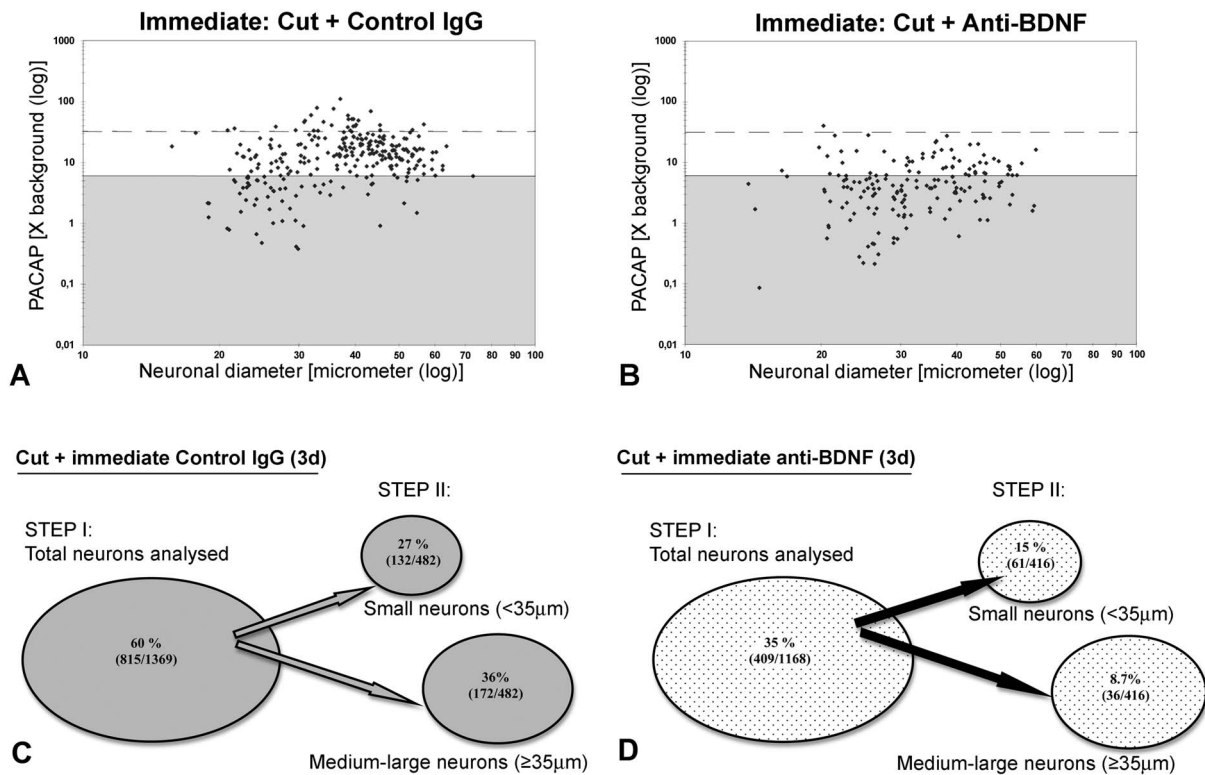 Immediate: Cut + Control IgG
PACAP [X background (log)]
1000
100
10
1
0,1
0,01
10
20
30
40
50
60
70
80
90
100
Neuronal diameter [micrometer (log)]
A
Immediate: Cut + Anti-BDNF
PACAP [X background (log)]
1000
100
10
1
0,1
0,01
10
20
30
40
50
60
70
80
90
100
Neuronal diameter [micrometer (log)]
B
Cut + immediate Control IgG (3d)
STEP II:
STEP I:
Total neurons analysed
27 %
(132/482)
Small neurons (<35µm)
60 %
(815/1369)
36%
(172/482)
Medium-large neurons (≥35µm)
C
Cut + immediate anti-BDNF (3d)
STEP II:
STEP I:
Total neurons analysed
15 %
(61/416)
Small neurons (<35µm)
35 %
(409/1168)
8.7%
(36/416)
Medium-large neurons (≥35µm)
D